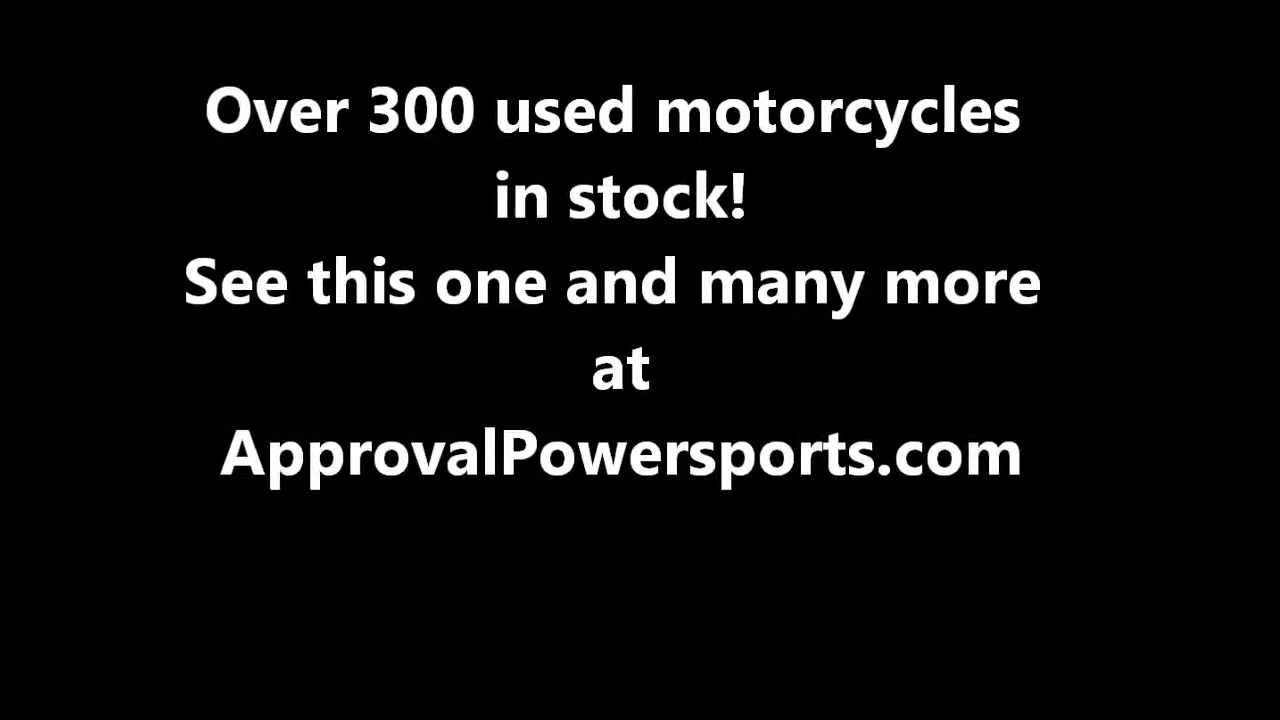 Over 300 used motorcycles
in stock!
See this one and many more
at
ApprovalPowersports.com